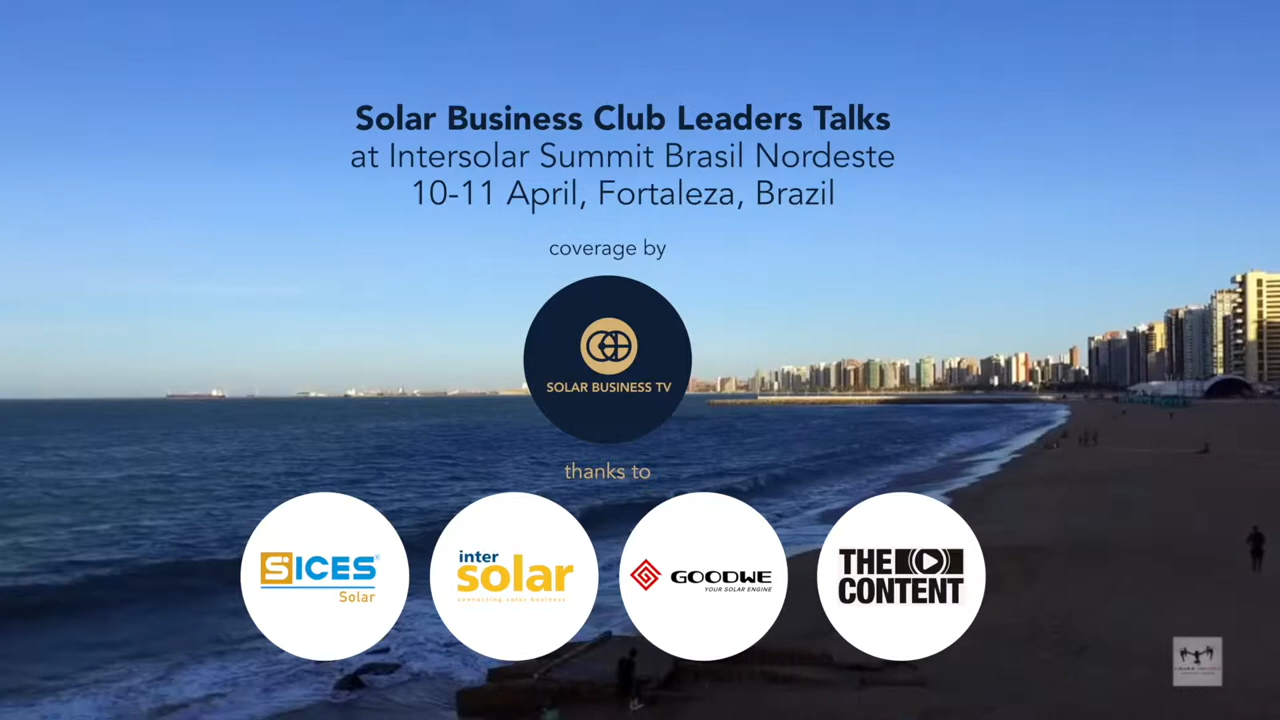 Solar Business Club Leaders Talks
at Intersolar Summit Brasil Nordeste
10-11 April, Fortaleza, Brazil
coverage by
SOLAR BUSINESS TV
thanks to
SICES
Solar
inter
solar
connecting solar business
GOODWE
YOUR SOLAR ENGINE
THE
CONTENT